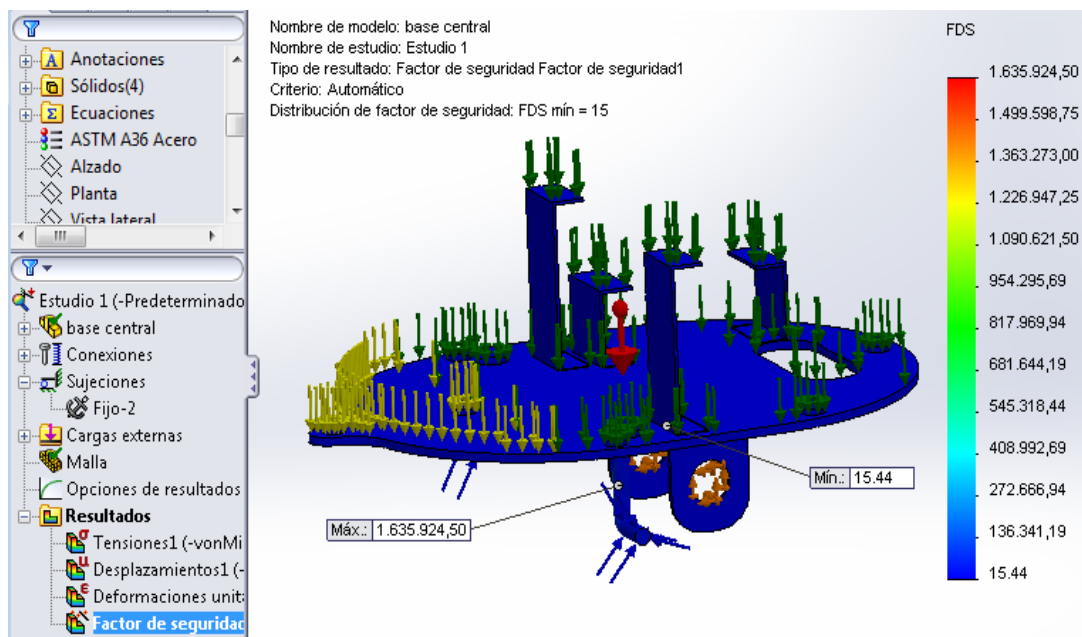 Anotaciones
Sólidos(4)
Ecuaciones
ASTM A36 Acero
Alzado
Planta
Vista lateral
Estudio 1 (-Predeterminado
base central
Conexiones
Sujeciones
Fijo-2
Cargas externas
Malla
Opciones de resultados
Resultados
Tensiones1 (-vonMi
Desplazamientos1 (-
Deformaciones unita
Factor de seguridad
Nombre de modelo: base central
Nombre de estudio: Estudio 1
Tipo de resultado: Factor de seguridad Factor de seguridad1
Criterio: Automático
Distribución de factor de seguridad: FDS mín = 15
Mín.: 15.44
Máx.: 1.635.924,50
FDS
1.635.924,50
1.499.598,75
1.363.273,00
1.226.947,25
1.090.621,50
954.295,69
817.969,94
681.644,19
545.318,44
408.992,69
272.666,94
136.341,19
15.44